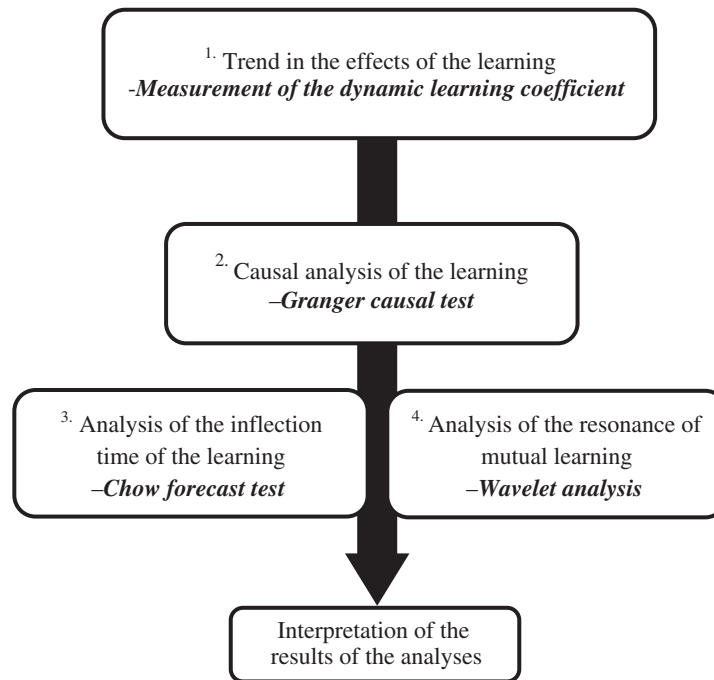 1. Trend in the effects of the learning
-Measurement of the dynamic learning coefficient
2. Causal analysis of the learning
–Granger causal test
3. Analysis of the inflection
time of the learning
–Chow forecast test
4. Analysis of the resonance of
mutual learning
–Wavelet analysis
Interpretation of the
results of the analyses